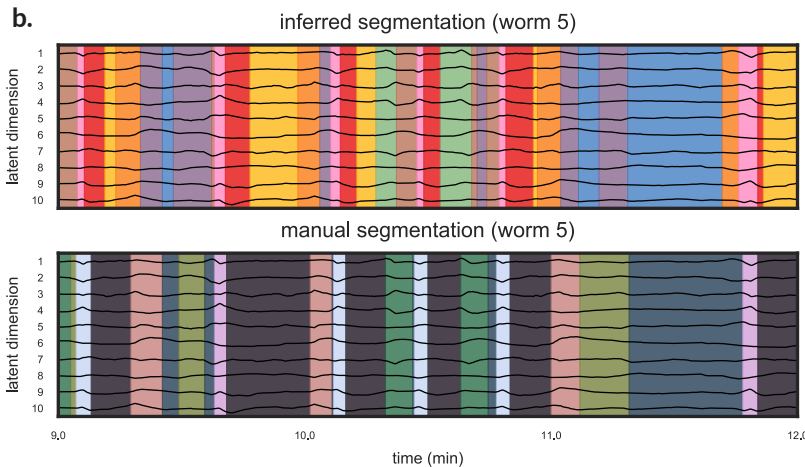 b.
inferred segmentation (worm 5)
latent dimension
1
2
3
4
5
6
7
8
9
10
manual segmentation (worm 5)
latent dimension
1
2
3
4
5
6
7
8
9
10
9.0 10.0 11.0 12.0
time (min)